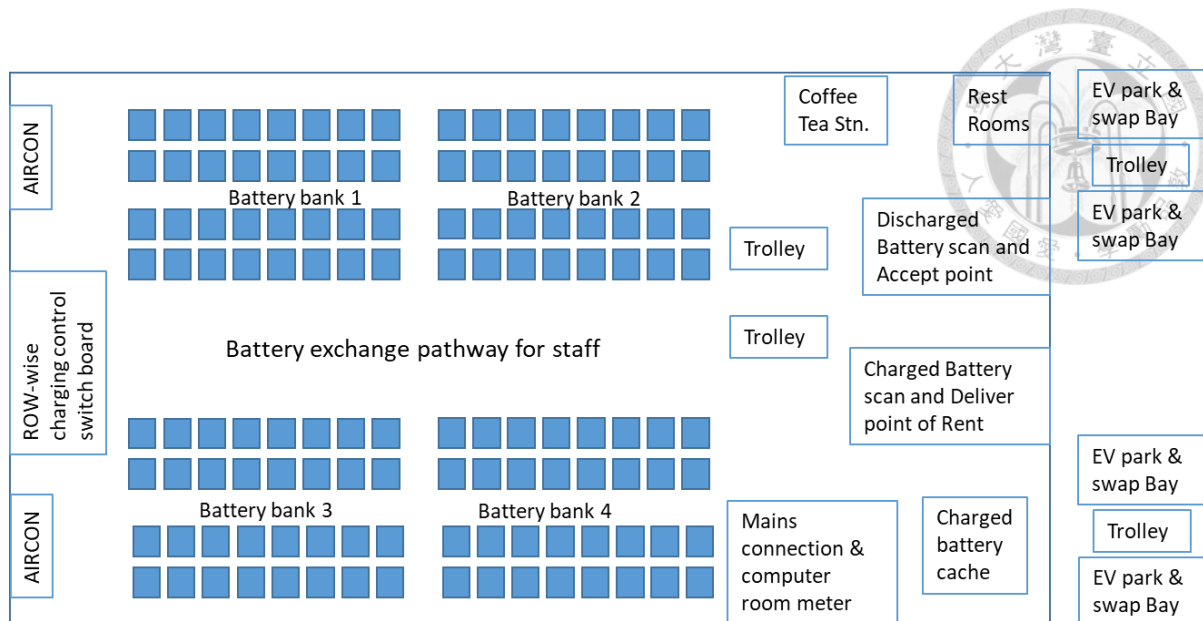 AIRCON
Battery bank 1
Battery bank 2
Coffee
Tea Stn.
Rest
Rooms
EV park &
swap Bay
Trolley
EV park &
swap Bay
Trolley
Discharged
Battery scan and
Accept point
ROW-wise
charging control
switch board
Battery exchange pathway for staff
Trolley
Charged Battery
scan and Deliver
point of Rent
AIRCON
Battery bank 3
Battery bank 4
Mains
connection &
computer
room meter
Charged
battery
cache
EV park &
swap Bay
Trolley
EV park &
swap Bay